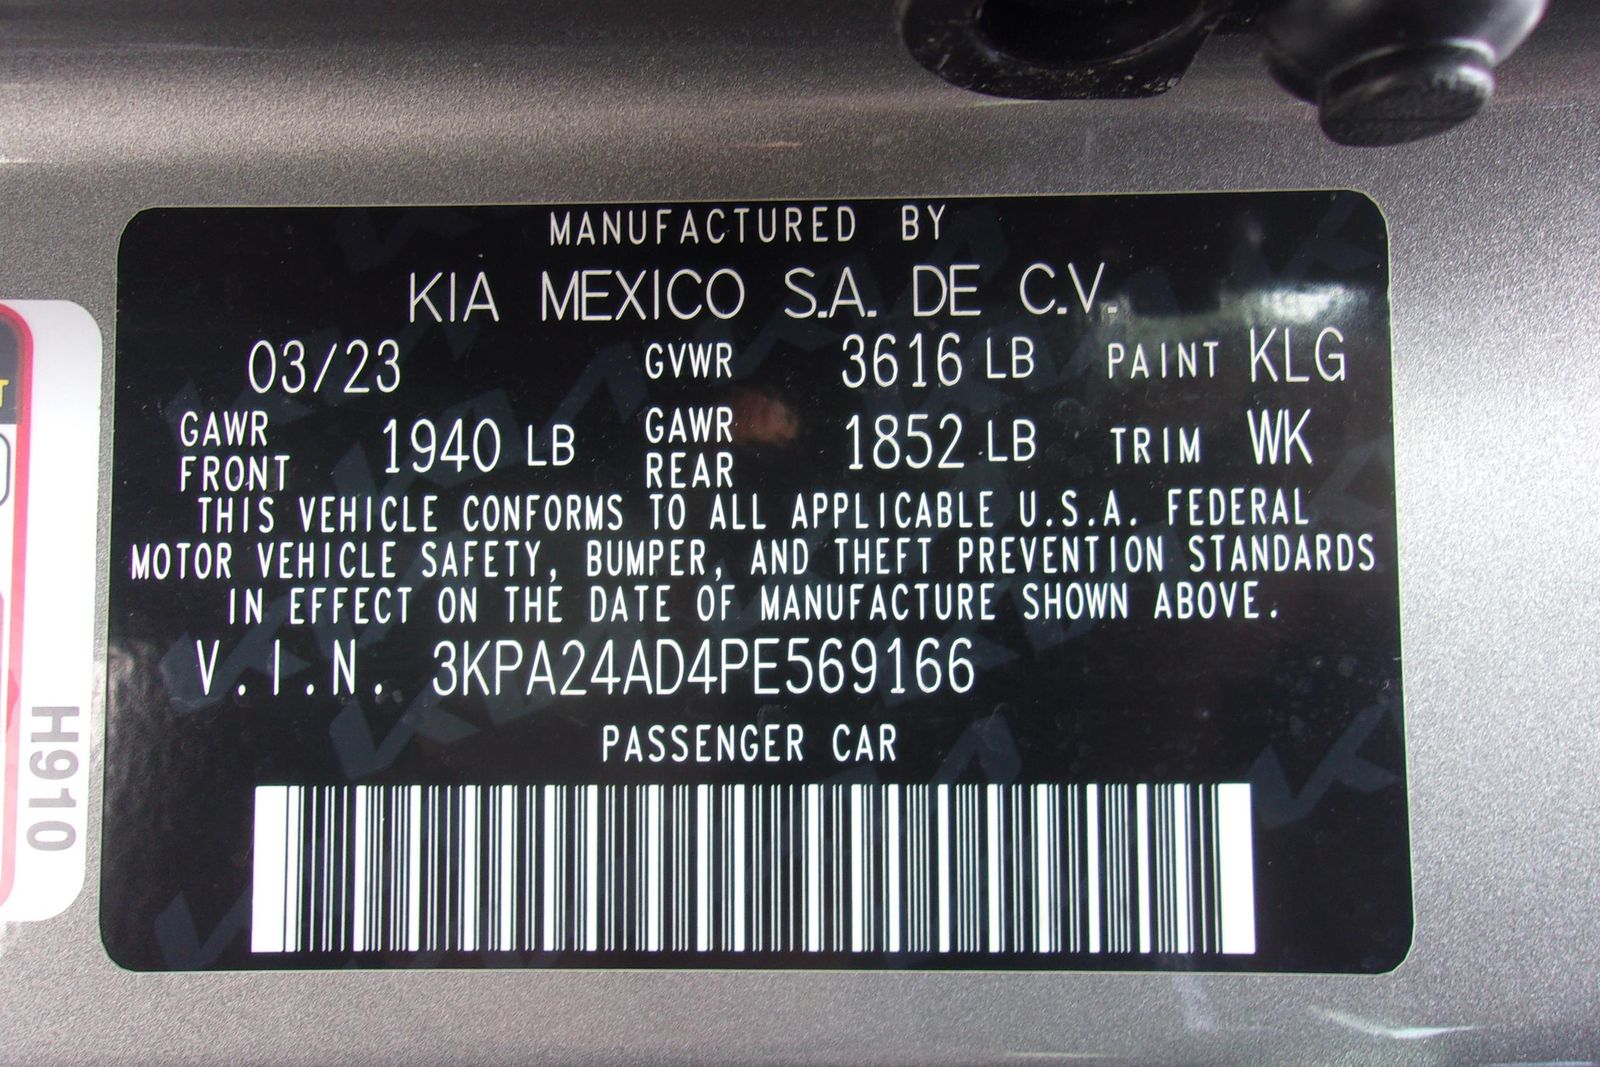 MANUFACTURED BY
KIA MEXICO S.A. DE C.V.
03/23 GVWR 3616 LB PAINT KLG
GAWR FRONT 1940 LB GAWR REAR 1852 LB TRIM WK
THIS VEHICLE CONFORMS TO ALL APPLICABLE U.S.A. FEDERAL
MOTOR VEHICLE SAFETY, BUMPER, AND THEFT PREVENTION STANDARDS
IN EFFECT ON THE DATE OF MANUFACTURE SHOWN ABOVE.
V.I.N. 3KPA24AD4PE569166
PASSENGER CAR
H910